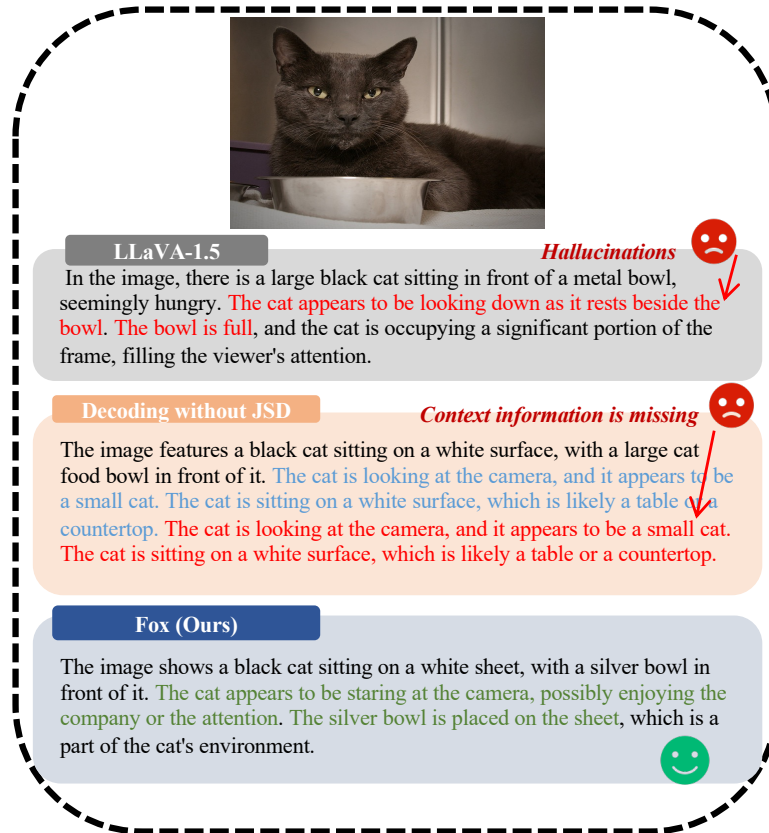 LLaVA-1.5
Hallucinations
In the image, there is a large black cat sitting in front of a metal bowl,
seemingly hungry. The cat appears to be looking down as it rests beside the
bowl. The bowl is full, and the cat is occupying a significant portion of the
frame, filling the viewer's attention.
Decoding without JSD
Context information is missing
The image features a black cat sitting on a white surface, with a large cat
food bowl in front of it. The cat is looking at the camera, and it appears to be
a small cat. The cat is sitting on a white surface, which is likely a table or a
countertop. The cat is looking at the camera, and it appears to be a small cat.
The cat is sitting on a white surface, which is likely a table or a countertop.
Fox (Ours)
The image shows a black cat sitting on a white sheet, with a silver bowl in
front of it. The cat appears to be staring at the camera, possibly enjoying the
company or the attention. The silver bowl is placed on the sheet, which is a
part of the cat's environment.